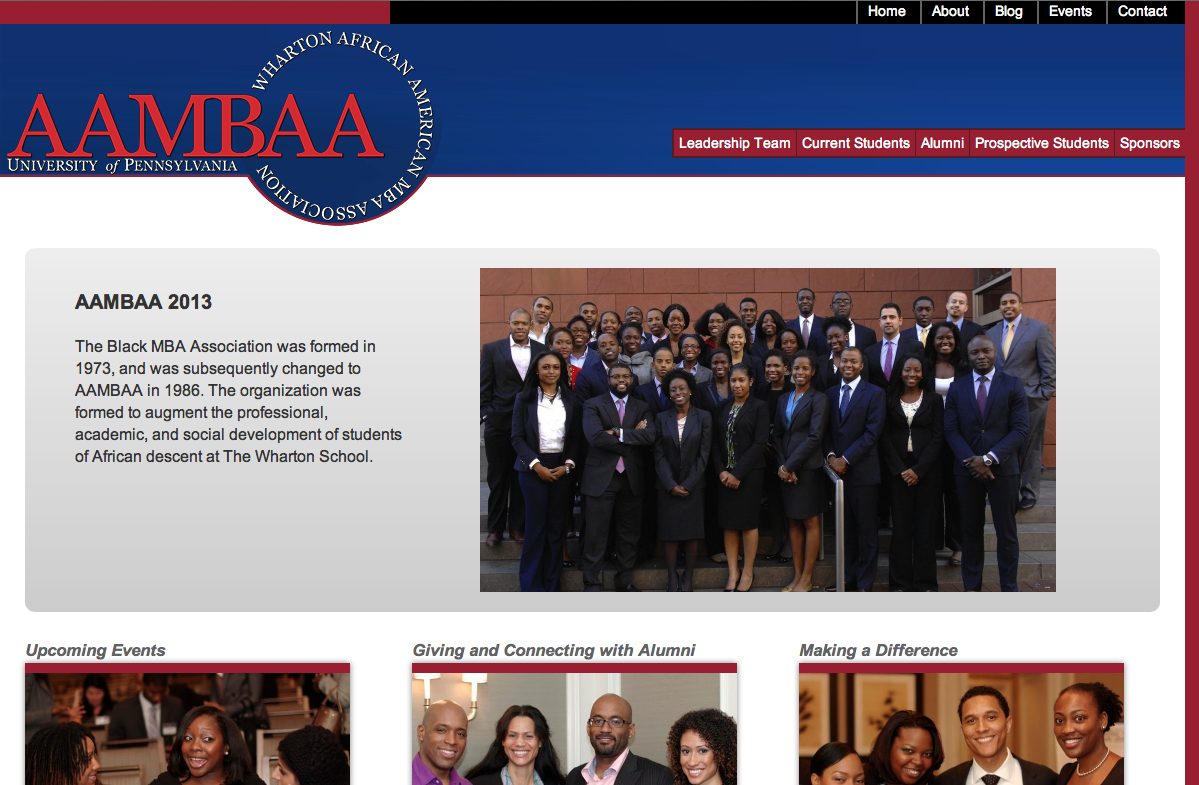 Home About Blog Events Contact
WHARTON AFRICAN AMERICAN MBA ASSOCIATION
AAMBAA
UNIVERSITY of PENNSYLVANIA
Leadership Team Current Students Alumni Prospective Students Sponsors
AAMBAA 2013
The Black MBA Association was formed in
1973, and was subsequently changed to
AAMBAA in 1986. The organization was
formed to augment the professional,
academic, and social development of students
of African descent at The Wharton School.
Upcoming Events
Giving and Connecting with Alumni
Making a Difference